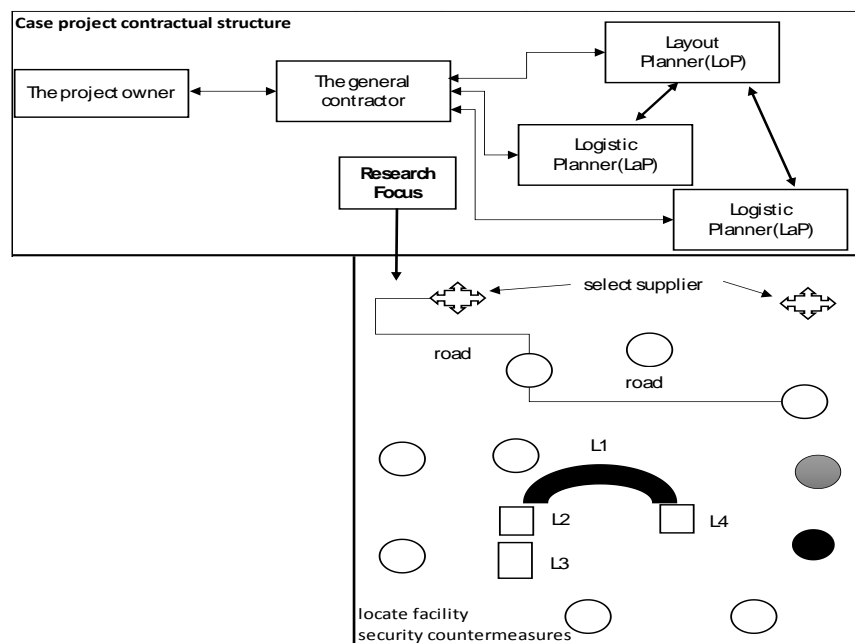 Case project contractual structure
The project owner
The general
contractor
Layout
Planner(LoP)
Logistic
Planner(LaP)
Logistic
Planner(LaP)
Research
Focus
select supplier
road
road
L1
L2
L4
L3
locate facility
security countermeasures